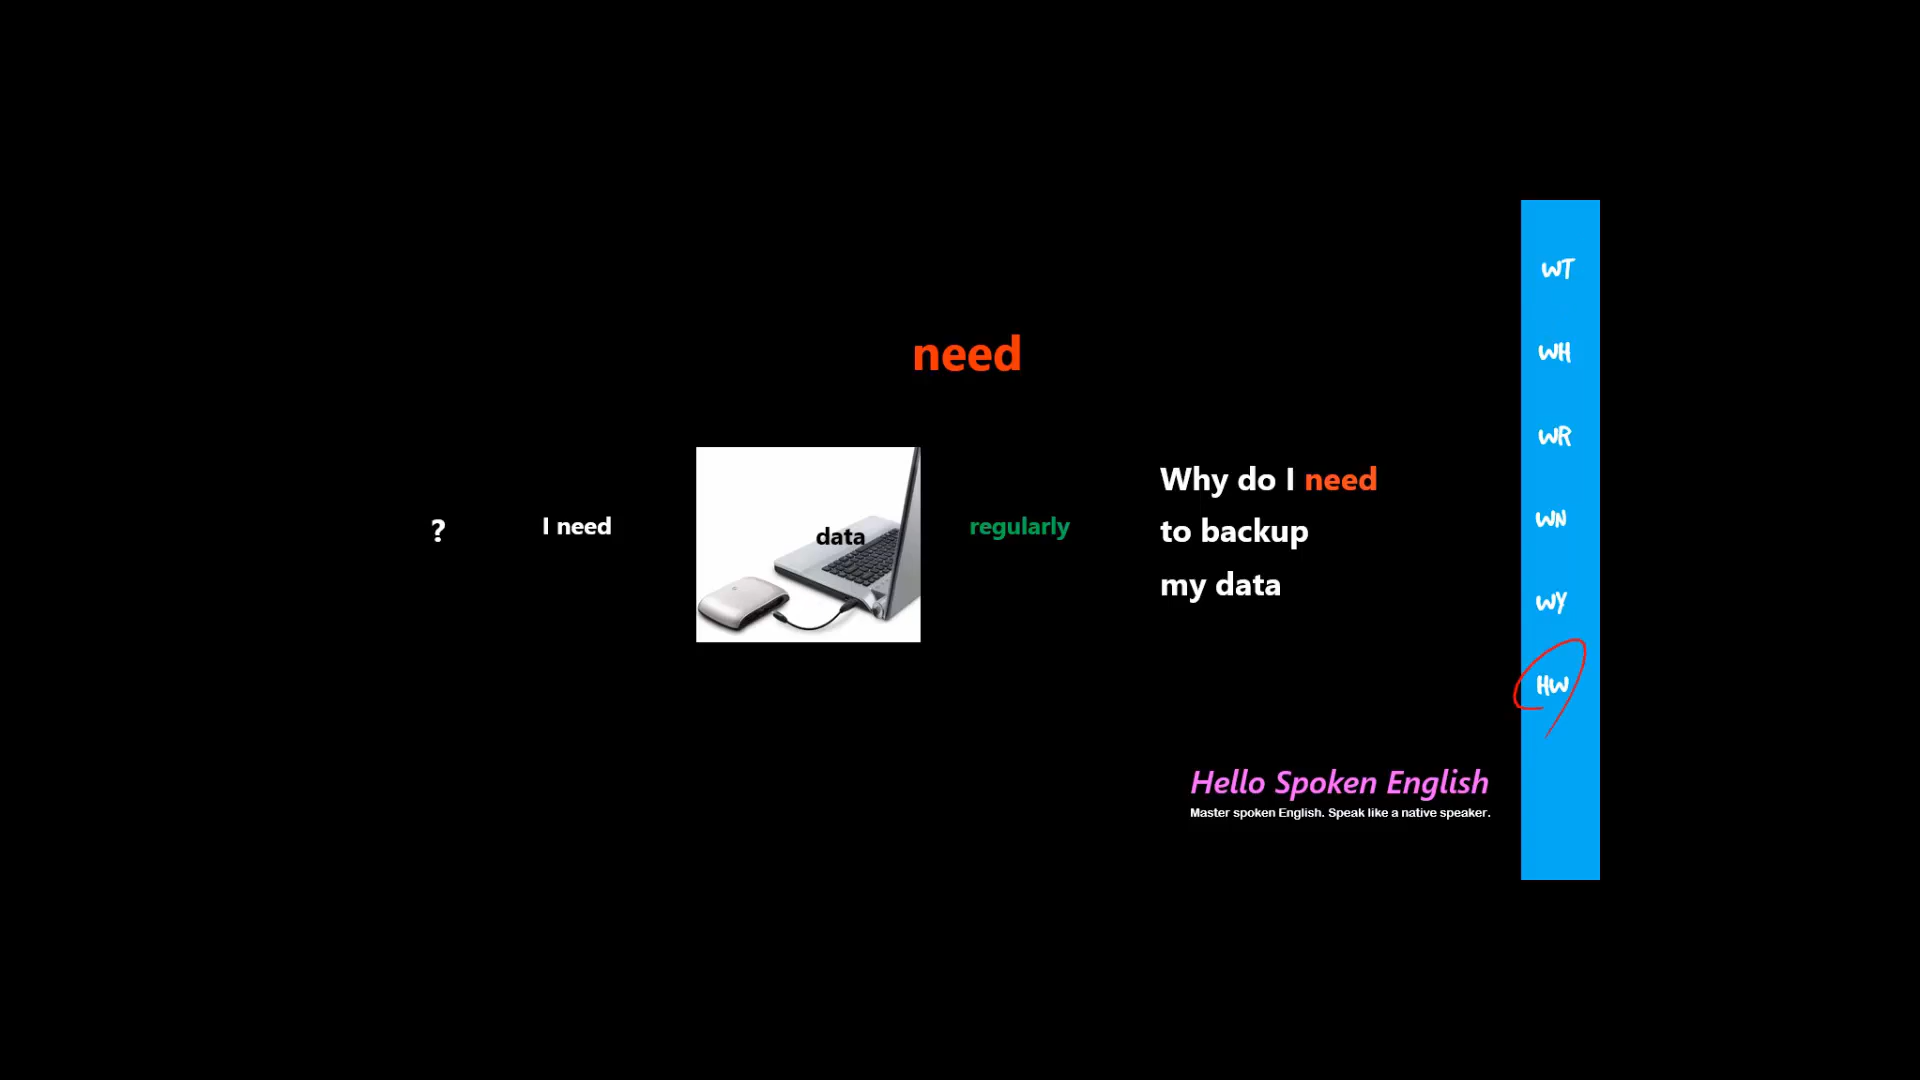 need
? I need data regularly
Why do I need
to backup
my data
WT
WH
WR
WN
WY
HW
Hello Spoken English
Master spoken English. Speak like a native speaker.